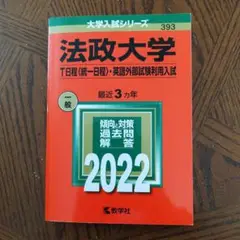 大学入試シリーズ
393
法政大学
T日程〈統一日程〉・英語外部試験利用入試
最近3カ年
一般
傾向と対策
過去問
解答
2022
教学社